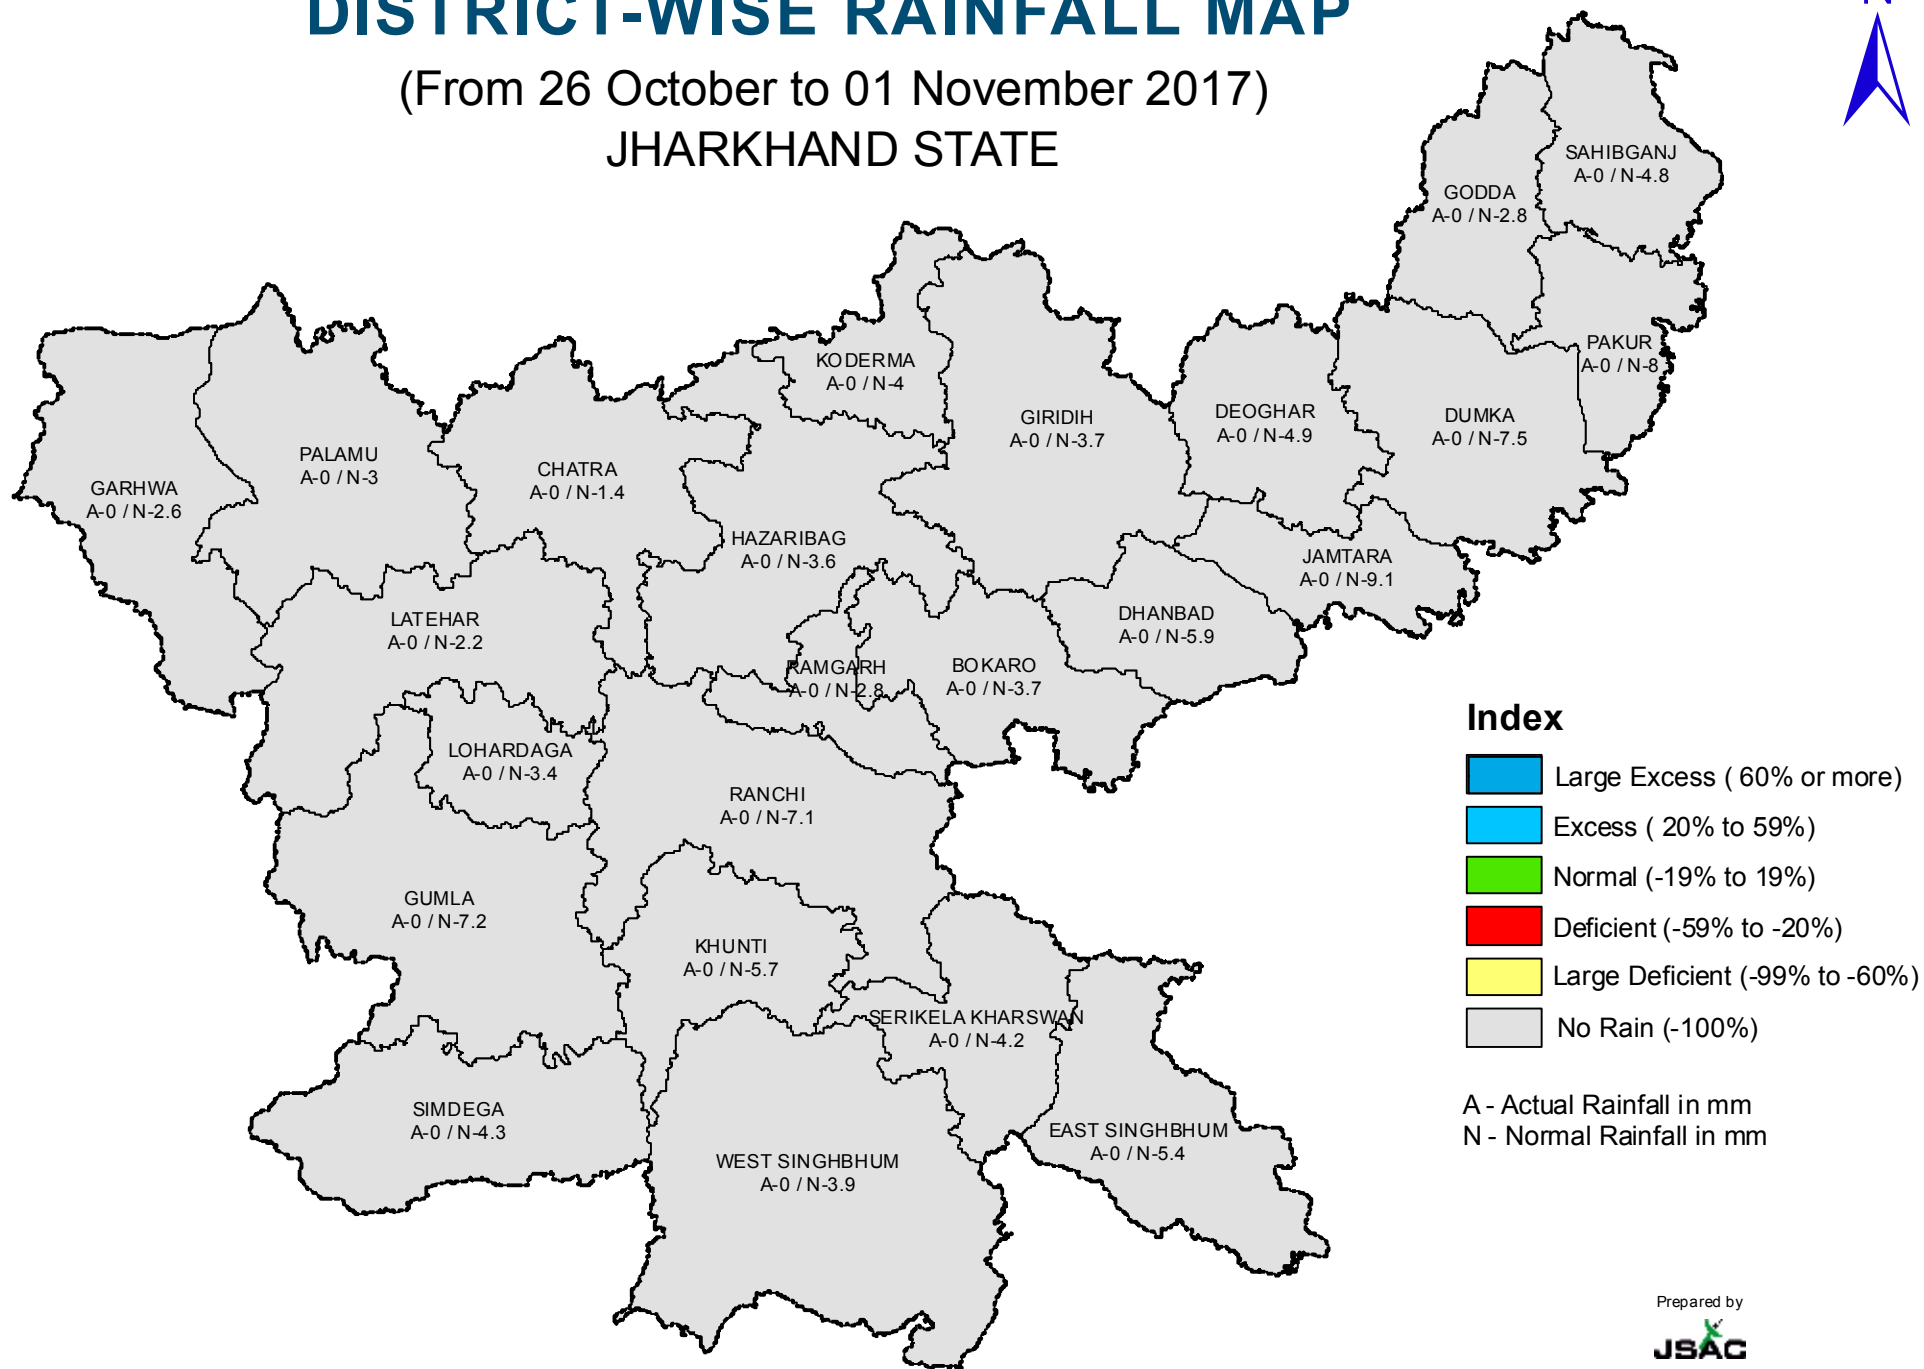 DISTRICT-WISE RAINFALL MAP
(From 26 October to 01 November 2017)
JHARKHAND STATE
N
SAHIBGANJ
A-0 / N-4.8
GODDA
A-0 / N-2.8
PAKUR
A-0 / N-8
KODERMA
A-0 / N-4
GIRIDIH
A-0 / N-3.7
DEOGHAR
A-0 / N-4.9
DUMKA
A-0 / N-7.5
PALAMU
A-0 / N-3
CHATRA
A-0 / N-1.4
GARHWA
A-0 / N-2.6
HAZARIBAG
A-0 / N-3.6
JAMTARA
A-0 / N-9.1
LATEHAR
A-0 / N-2.2
DHANBAD
A-0 / N-5.9
RAMGARH
A-0 / N-2.8
BOKARO
A-0 / N-3.7
LOHARDAGA
A-0 / N-3.4
RANCHI
A-0 / N-7.1
GUMLA
A-0 / N-7.2
KHUNTI
A-0 / N-5.7
SERIKELA KHARSWAN
A-0 / N-4.2
SIMDEGA
A-0 / N-4.3
WEST SINGHBHUM
A-0 / N-3.9
EAST SINGHBHUM
A-0 / N-5.4
Index
Large Excess ( 60% or more)
Excess ( 20% to 59%)
Normal (-19% to 19%)
Deficient (-59% to -20%)
Large Deficient (-99% to -60%)
No Rain (-100%)
A - Actual Rainfall in mm
N - Normal Rainfall in mm
Prepared by
JSAC